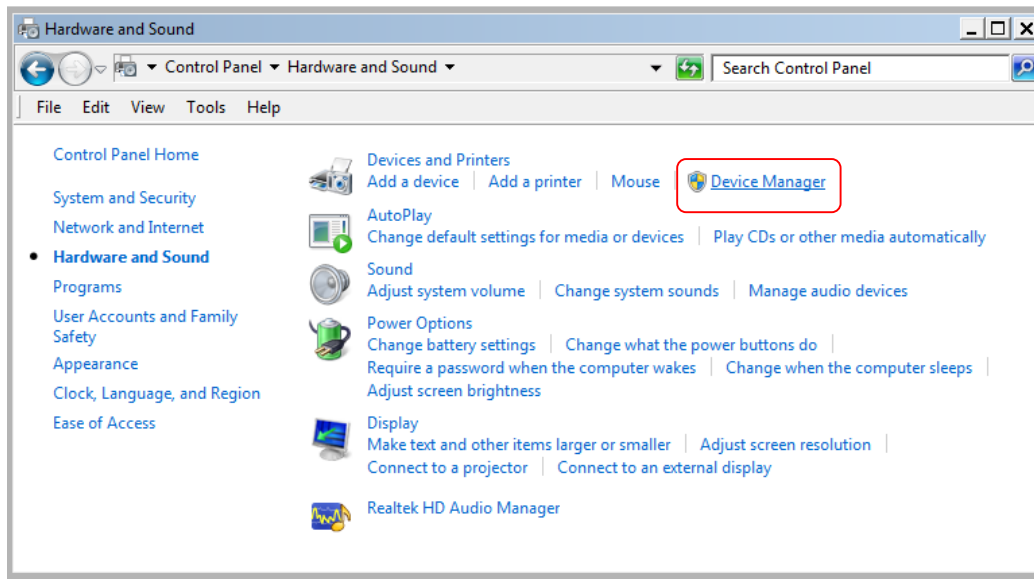 Hardware and Sound
Control Panel Hardware and Sound Search Control Panel
File Edit View Tools Help
Control Panel Home
System and Security
Network and Internet
Hardware and Sound
Programs
User Accounts and Family
Safety
Appearance
Clock, Language, and Region
Ease of Access
Devices and Printers
Add a device Add a printer Mouse Device Manager
AutoPlay
Change default settings for media or devices Play CDs or other media automatically
Sound
Adjust system volume Change system sounds Manage audio devices
Power Options
Change battery settings Change what the power buttons do
Require a password when the computer wakes Change when the computer sleeps
Adjust screen brightness
Display
Make text and other items larger or smaller Adjust screen resolution
Connect to a projector Connect to an external display
Realtek HD Audio Manager